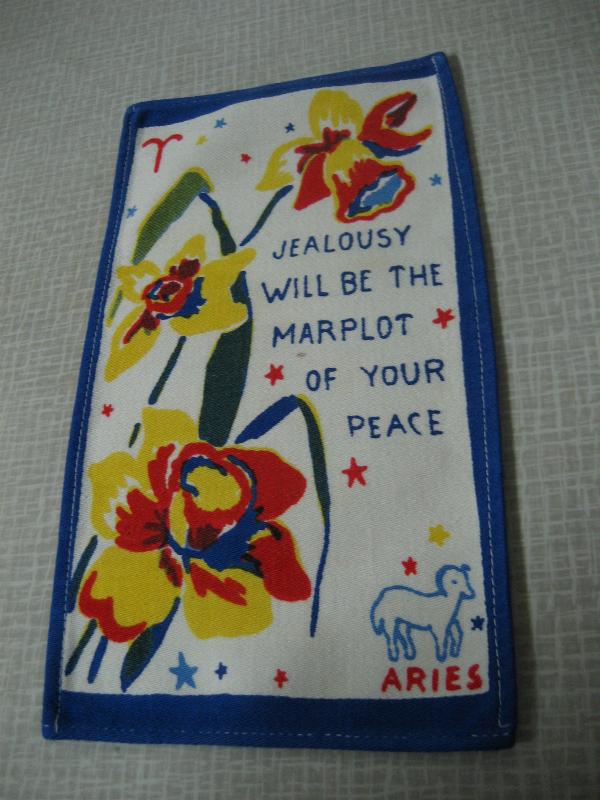 JEALOUSY
WILL BE THE
MARPLOT
OF YOUR
PEACE
ARIES